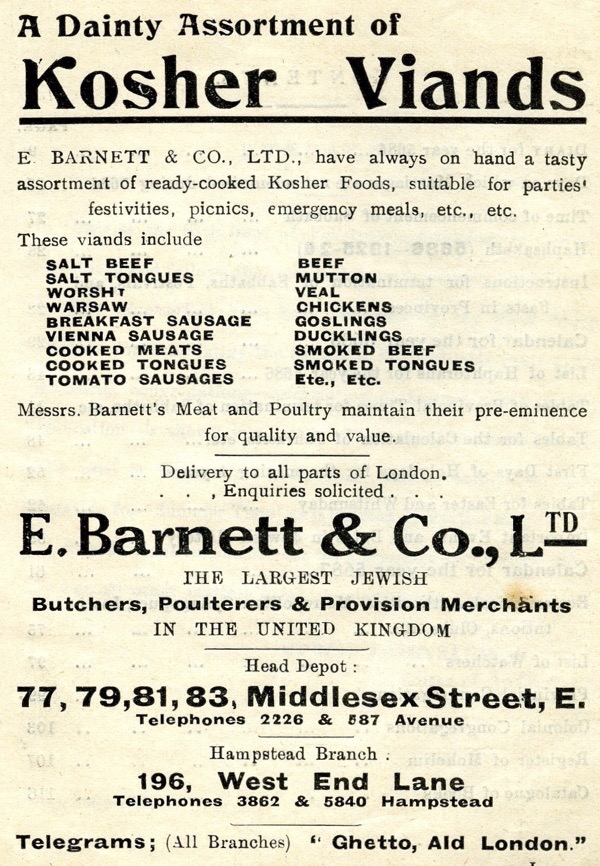 A Dainty Assortment of
Kosher Viands
E BARNETT & CO., LTD., have always on hand a tasty
assortment of ready-cooked Kosher Foods, suitable for parties'
festivities, picnics, emergency meals, etc., etc.
These viands include
SALT BEEF
SALT TONGUES
WORSHT
WARSAW
BREAKFAST SAUSAGE
VIENNA SAUSAGE
COOKED MEATS
COOKED TONGUES
TOMATO SAUSAGES
BEEF
MUTTON
VEAL
CHICKENS
GOSLINGS
DUCKLINGS
SMOKED BEEF
SMOKED TONGUES
Etc., Etc.
Messrs. Barnett's Meat and Poultry maintain their pre-eminence
for quality and value.
Delivery to all parts of London.
. . , Enquiries solicited . . .
E. Barnett & Co., LTD
THE LARGEST JEWISH
Butchers, Poulterers & Provision Merchants
IN THE UNITED KINGDOM
Head Depot :
77, 79,81, 83, Middlesex Street, E.
Telephones 2226 & 587 Avenue
Hampstead Branch :
196, West End Lane
Telephones 3862 & 5840 Hampstead
Telegrams; (All Branches) “ Ghetto, Ald London.”